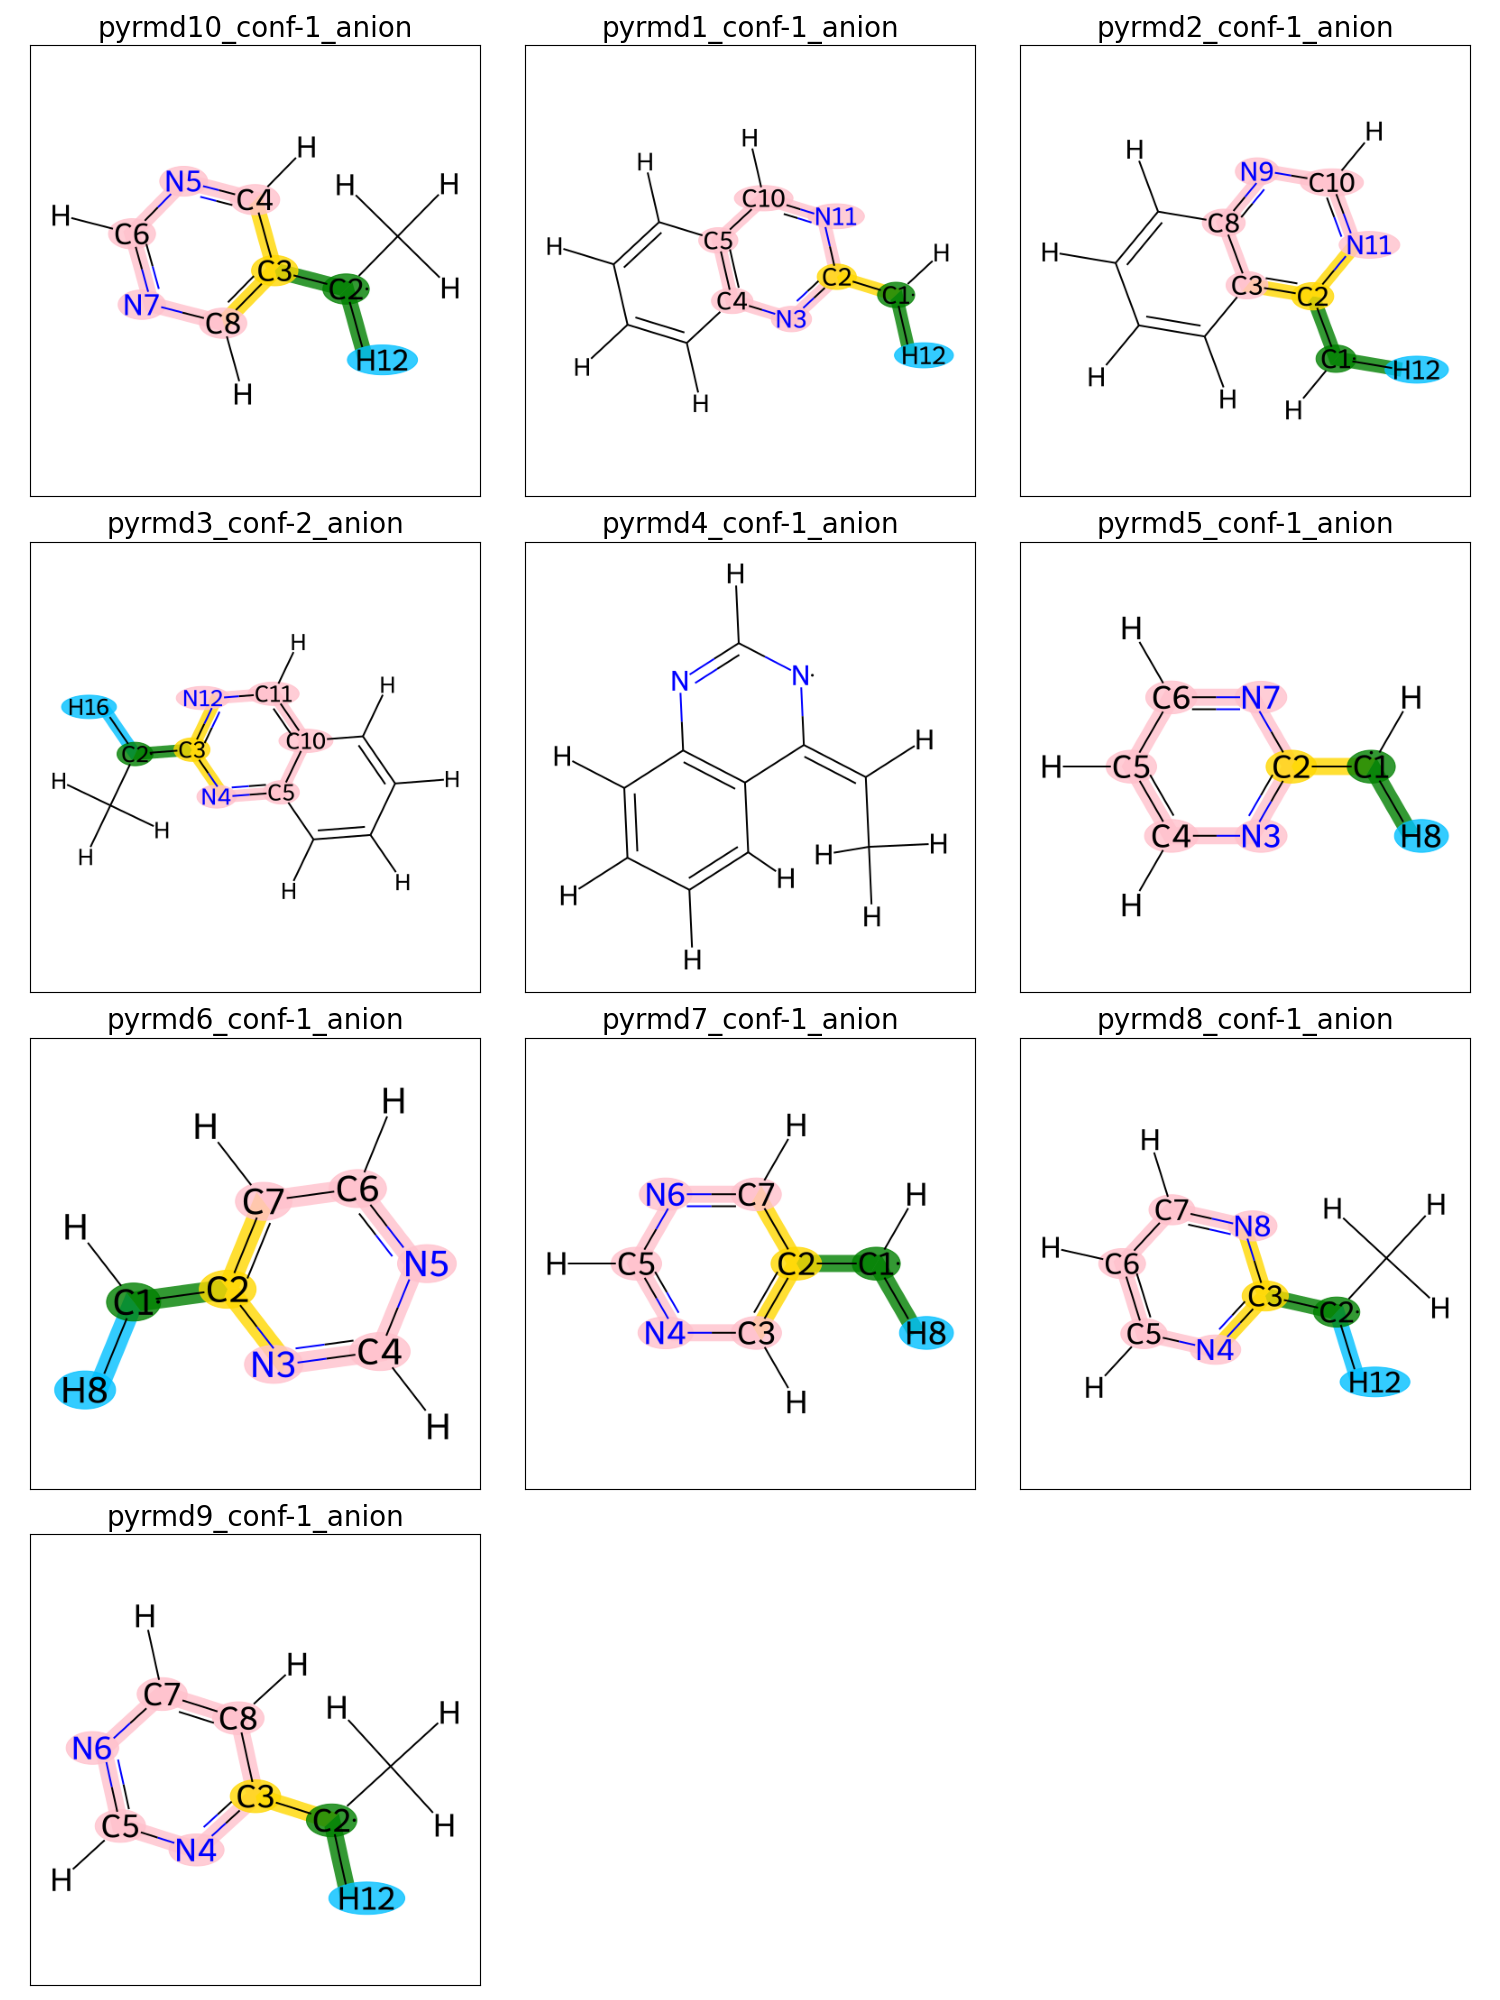 pyrmd10_conf-1_anion
H
H
H
N5
C4
H
C6
C3
C2·
H
N7
C8
H12
H
pyrmd1_conf-1_anion
H
H
C10
N11
H
C5
H
C2
C1·
C4
N3
H12
H
H
pyrmd2_conf-1_anion
H
H
N9
C10
C8
N11
H
C3
C2
C1·
H12
H
H
H
pyrmd3_conf-2_anion
H
H
N12
C11
H16
C10
C2·
C3
H
H
N4
C5
H
H
H
H
pyrmd4_conf-1_anion
H
N
N·
H
H
H
H
H
H
H
H
pyrmd5_conf-1_anion
H
C6
N7
H
H
C5
C2
C1
C4
N3
H8
H
pyrmd6_conf-1_anion
H
H
C6
C7
H
N5
C2
C1·
C4
N3
H8
H
pyrmd7_conf-1_anion
H
N6
C7
H
H
C5
C2
C1·
N4
C3
H8
H
pyrmd8_conf-1_anion
H
H
H
C7
N8
H
C6
C3
C2·
H
C5
N4
H12
H
pyrmd9_conf-1_anion
H
H
C7
H
H
C8
N6
C3
C2·
C5
H
N4
H
H12